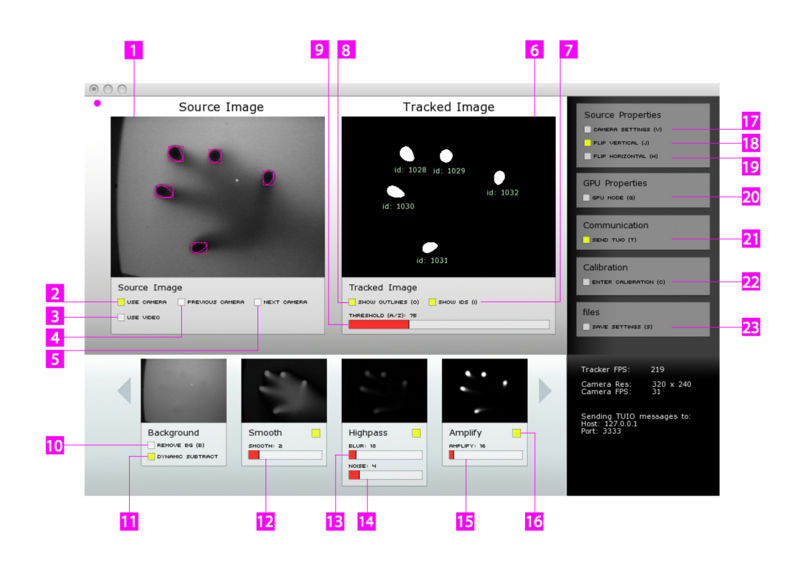 1
9
8
6
7
Source Image
Tracked Image
Source Properties
CAMERA SETTINGS (V)
17
FLIP VERTICAL (J)
18
FLIP HORIZONTAL (H)
19
id: 1028
id: 1029
id: 1032
id: 1030
id: 1031
GPU Properties
GPU MODE (G)
20
Communication
SEND TUIO (T)
21
Calibration
ENTER CALIBRATION (C)
22
files
SAVE SETTINGS (S)
23
Source Image
2
USE CAMERA
PREVIOUS CAMERA
NEXT CAMERA
3
USE VIDEO
4
5
Tracked Image
SHOW OUTLINES (O)
SHOW IDS (I)
THRESHOLD (A/Z): 75
Background
10
REMOVE BG (B)
DYNAMIC SUBTRACT
11
Smooth
SMOOTH: 2
12
Highpass
BLUR: 18
NOISE: 4
13
14
Amplify
AMPLIFY: 16
15
16
Tracker FPS: 219
Camera Res: 320 x 240
Camera FPS: 31
Sending TUIO messages to:
Host: 127.0.0.1
Port: 3333